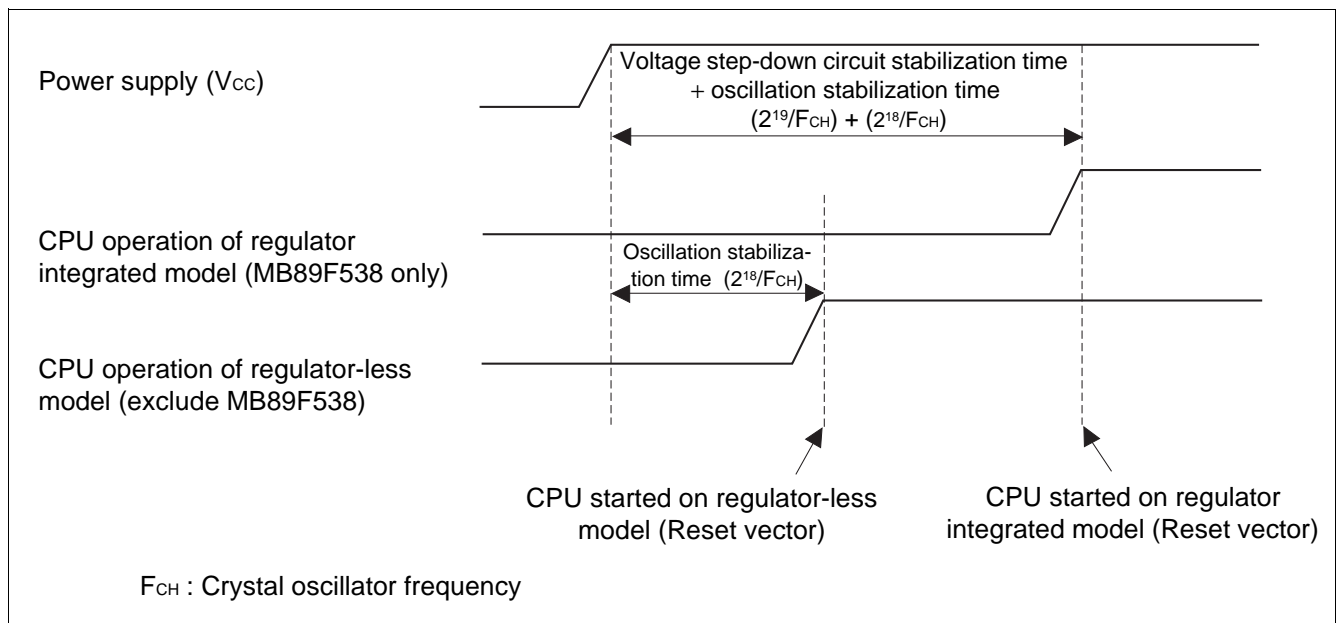 Power supply (VCC)
Voltage step-down circuit stabilization time
+ oscillation stabilization time
(2¹⁹/FCH) + (2¹⁸/FCH)
CPU operation of regulator
integrated model (MB89F538 only)
Oscillation stabiliza-
tion time (2¹⁸/FCH)
CPU operation of regulator-less
model (exclude MB89F538)
CPU started on regulator-less
model (Reset vector)
CPU started on regulator
integrated model (Reset vector)
FCH : Crystal oscillator frequency